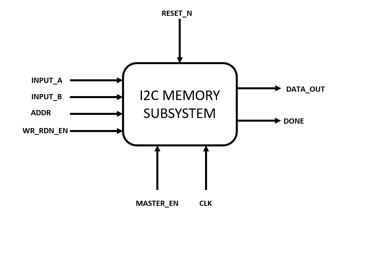 RESET_N
INPUT_A
INPUT_B
ADDR
WR_RDN_EN
I2C MEMORY
SUBSYSTEM
DATA_OUT
DONE
MASTER_EN
CLK